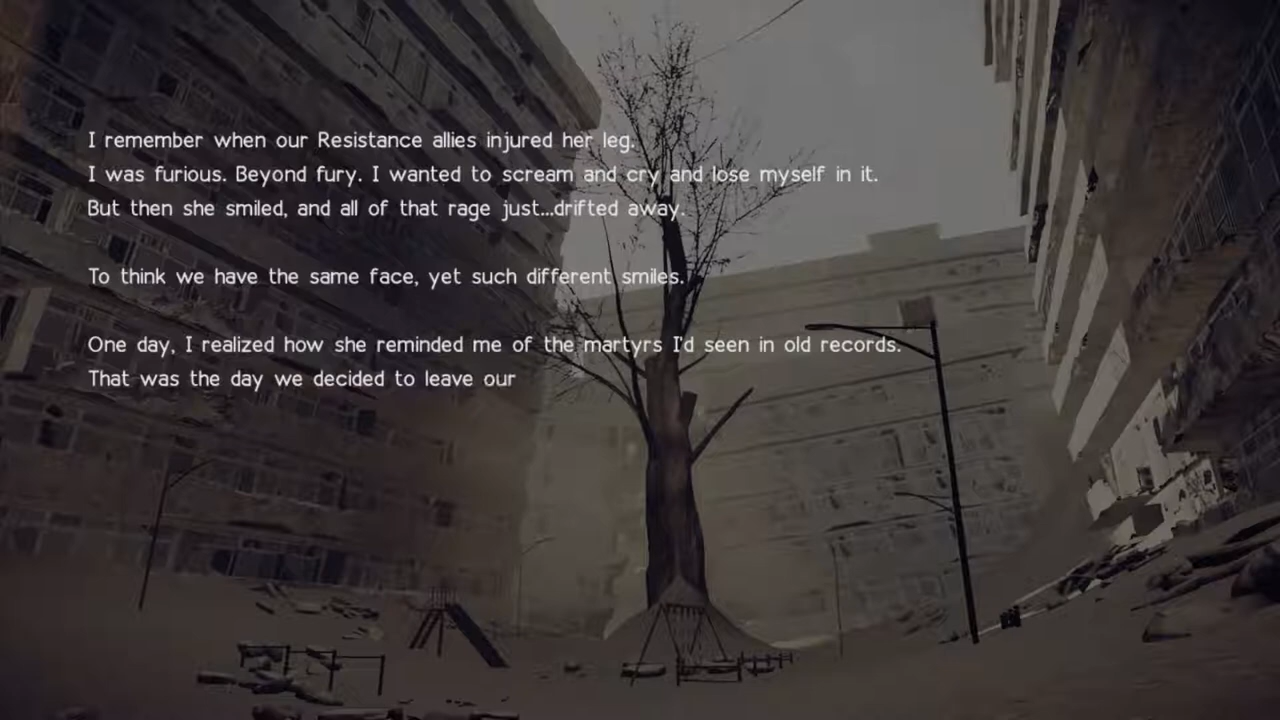 I remember when our Resistance allies injured her leg.
I was furious. Beyond fury. I wanted to scream and cry and lose myself in it.
But then she smiled, and all of that rage just...drifted away.
To think we have the same face, yet such different smiles.
One day, I realized how she reminded me of the martyrs I'd seen in old records.
That was the day we decided to leave our